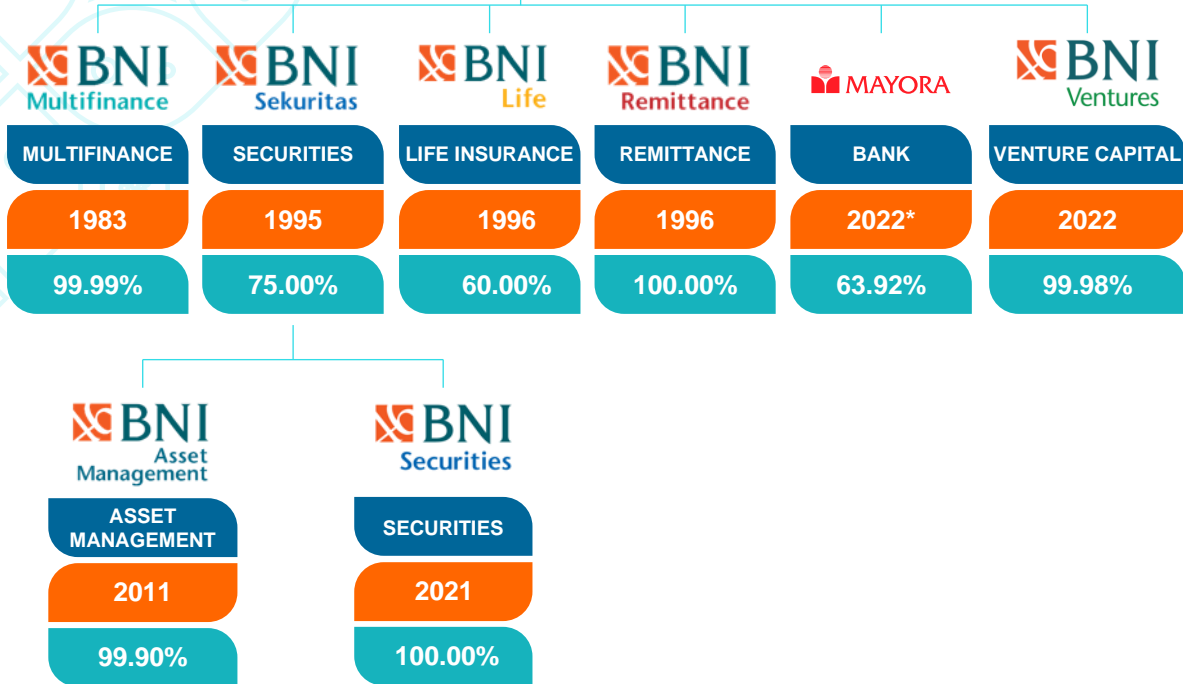 BNI
Multifinance
BNI
Sekuritas
BNI
Life
BNI
Remittance
MAYORA
BNI
Ventures
MULTIFINANCE
SECURITIES
LIFE INSURANCE
REMITTANCE
BANK
VENTURE CAPITAL
1983
1995
1996
1996
2022*
2022
99.99%
75.00%
60.00%
100.00%
63.92%
99.98%
BNI
Asset
Management
BNI
Securities
ASSET
MANAGEMENT
SECURITIES
2011
2021
99.90%
100.00%